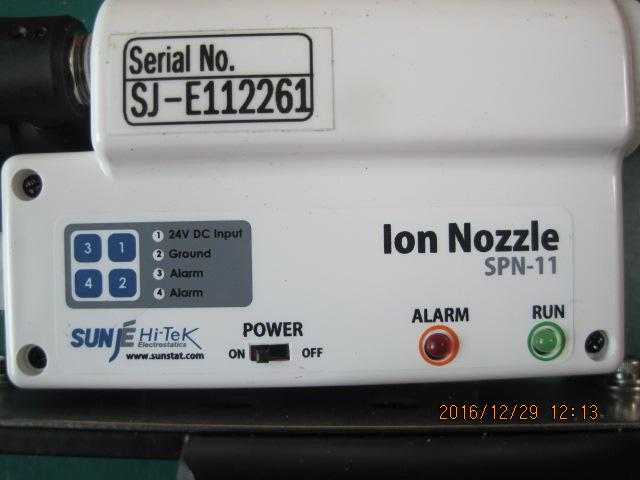 Serial No.
SJ-E112261
3 1
4 2
1 24V DC Input
2 Ground
3 Alarm
4 Alarm
Ion Nozzle
SPN-11
SUNJE Hi-TeK
Electrostatics
www.sunstat.com
POWER
ON OFF
ALARM
RUN
2016/12/29 12:13